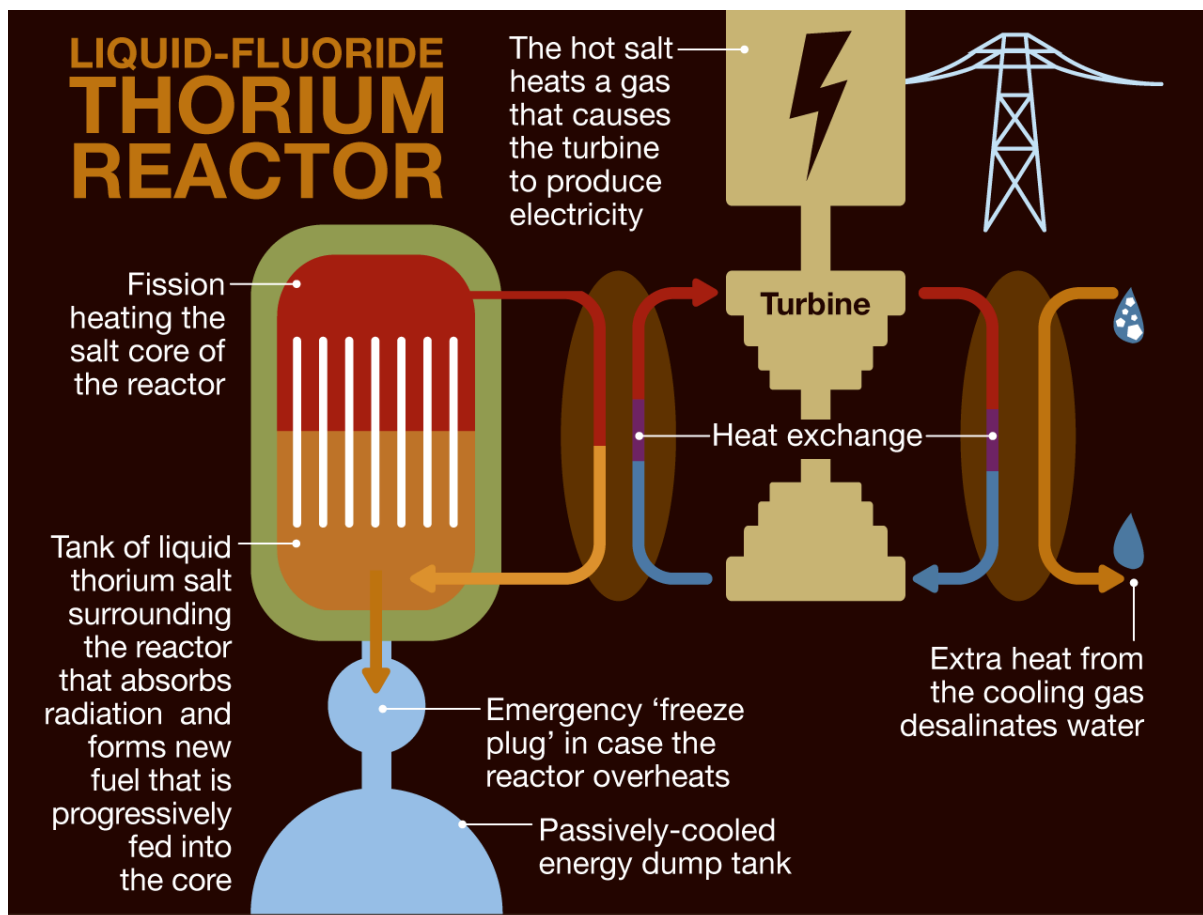 LIQUID-FLUORIDE
THORIUM
REACTOR
The hot salt
heats a gas
that causes
the turbine
to produce
electricity
Fission
heating the
salt core of
the reactor
Turbine
Heat exchange
Tank of liquid
thorium salt
surrounding
the reactor
that absorbs
radiation and
forms new
fuel that is
progressively
fed into
the core
Emergency ‘freeze
plug’ in case the
reactor overheats
Passively-cooled
energy dump tank
Extra heat from
the cooling gas
desalinates water